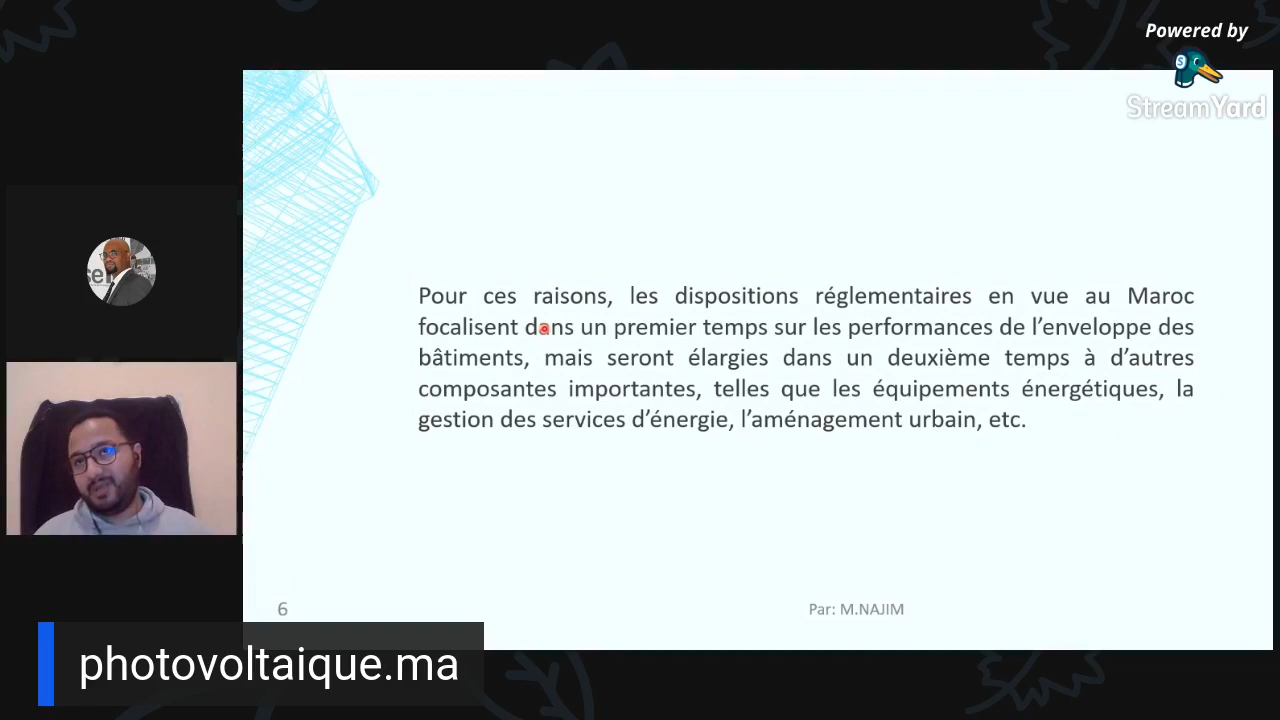 Powered by
StreamYard
Pour ces raisons, les dispositions réglementaires en vue au Maroc
focalisent dans un premier temps sur les performances de l’enveloppe des
bâtiments, mais seront élargies dans un deuxième temps à d’autres
composantes importantes, telles que les équipements énergétiques, la
gestion des services d’énergie, l’aménagement urbain, etc.
6
Par: M.NAJIM
photovoltaique.ma